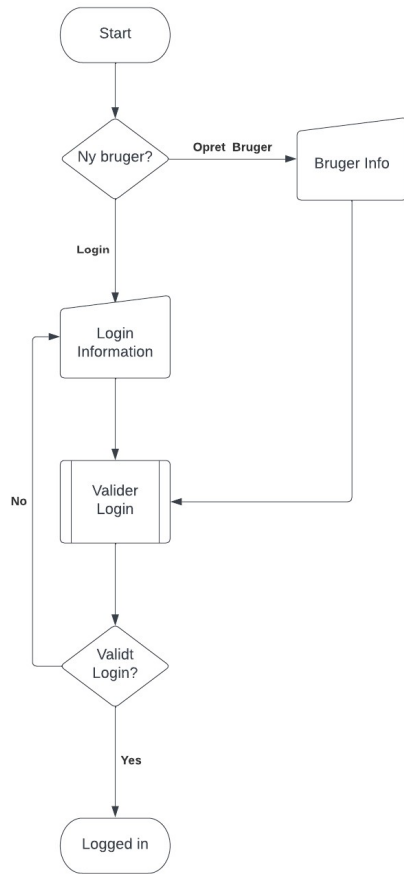 Start
Ny bruger?
Opret Bruger
Bruger Info
Login
Login
Information
Valider
Login
No
Validt
Login?
Yes
Logged in